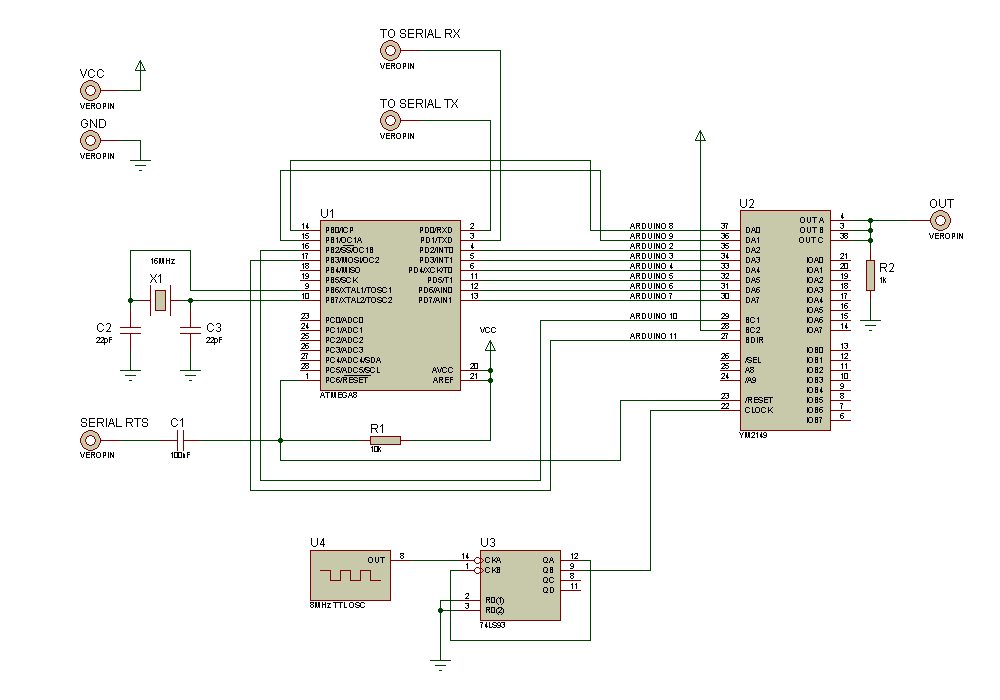 TO SERIAL RX
VEROPIN
VCC
VEROPIN
TO SERIAL TX
VEROPIN
GND
VEROPIN
U1
14 PB0/ICP PD0/RXD 2
15 PB1/OC1A PD1/TXD 3
16 PB2/SS/OC1B PD2/INT0 4
17 PB3/MOSI/OC2 PD3/INT1 5
18 PB4/MISO PD4/XCK/T0 6
19 PB5/SCK PD5/T1 11
9 PB6/XTAL1/TOSC1 PD6/AIN0 12
10 PB7/XTAL2/TOSC2 PD7/AIN1 13
23 PC0/ADC0
24 PC1/ADC1
25 PC2/ADC2
26 PC3/ADC3
27 PC4/ADC4/SDA
28 PC5/ADC5/SCL AVCC 20
1 PC6/RESET AREF 21
ATMEGA8
VCC
16MHz
X1
C2
22pF
C3
22pF
SERIAL RTS
VEROPIN
C1
100nF
R1
10k
ARDUINO 8
ARDUINO 9
ARDUINO 2
ARDUINO 3
ARDUINO 4
ARDUINO 5
ARDUINO 6
ARDUINO 7
ARDUINO 10
ARDUINO 11
U2
37 DA0 OUT A 4
36 DA1 OUT B 3
35 DA2 OUT C 38
34 DA3 IOA0 21
33 DA4 IOA1 20
32 DA5 IOA2 19
31 DA6 IOA3 18
30 DA7 IOA4 17
IOA5 16
29 BC1 IOA6 15
28 BC2 IOA7 14
27 BDIR
IOB0 13
26 /SEL IOB1 12
25 A8 IOB2 11
24 /A9 IOB3 10
IOB4 9
23 /RESET IOB5 8
22 CLOCK IOB6 7
IOB7 6
YM2149
OUT
VEROPIN
R2
1k
U4
OUT 8
8MHz TTL OSC
U3
14 CKA QA 12
1 CKB QB 9
QC 8
QD 11
2 R0(1)
3 R0(2)
74LS93